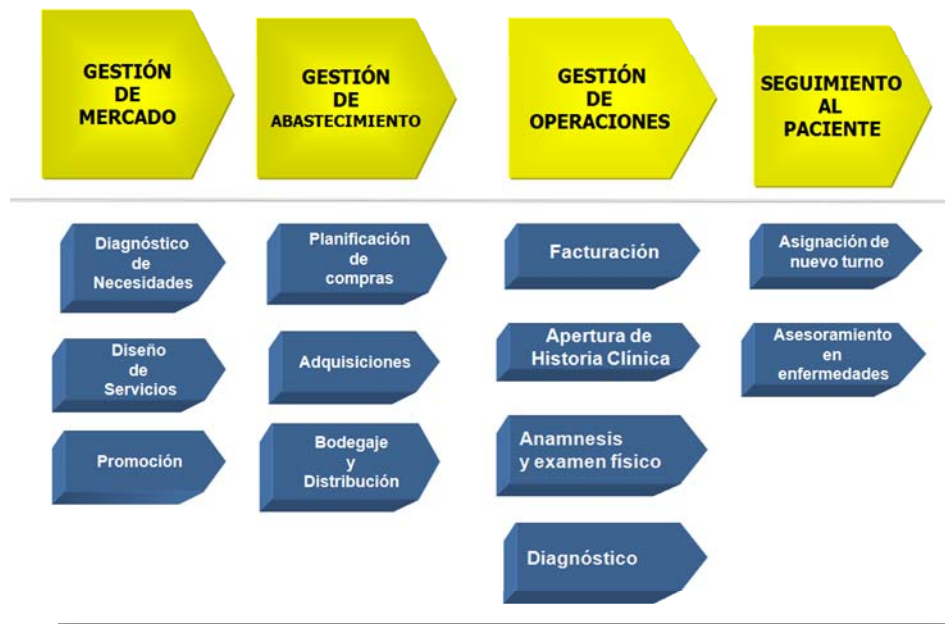 GESTIÓN
DE
MERCADO
GESTIÓN
DE
ABASTECIMIENTO
GESTIÓN
DE
OPERACIONES
SEGUIMIENTO
AL
PACIENTE
Diagnóstico
de
Necesidades
Diseño
de
Servicios
Promoción
Planificación
de
compras
Adquisiciones
Bodegaje
y
Distribución
Facturación
Apertura de
Historia Clínica
Anamnesis
y examen físico
Diagnóstico
Asignación de
nuevo turno
Asesoramiento
en
enfermedades